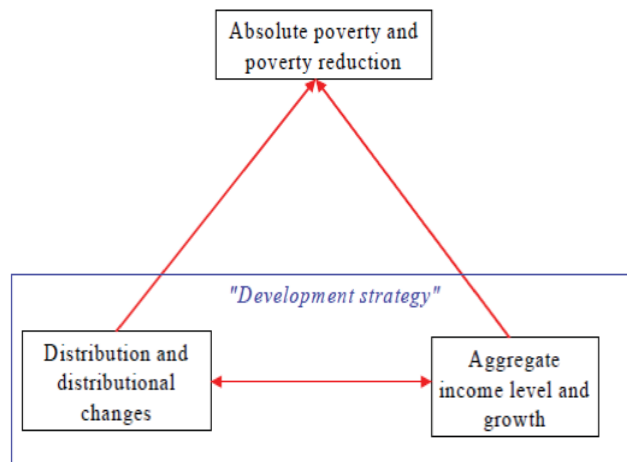 Absolute poverty and
poverty reduction
"Development strategy"
Distribution and
distributional
changes
Aggregate
income level and
growth